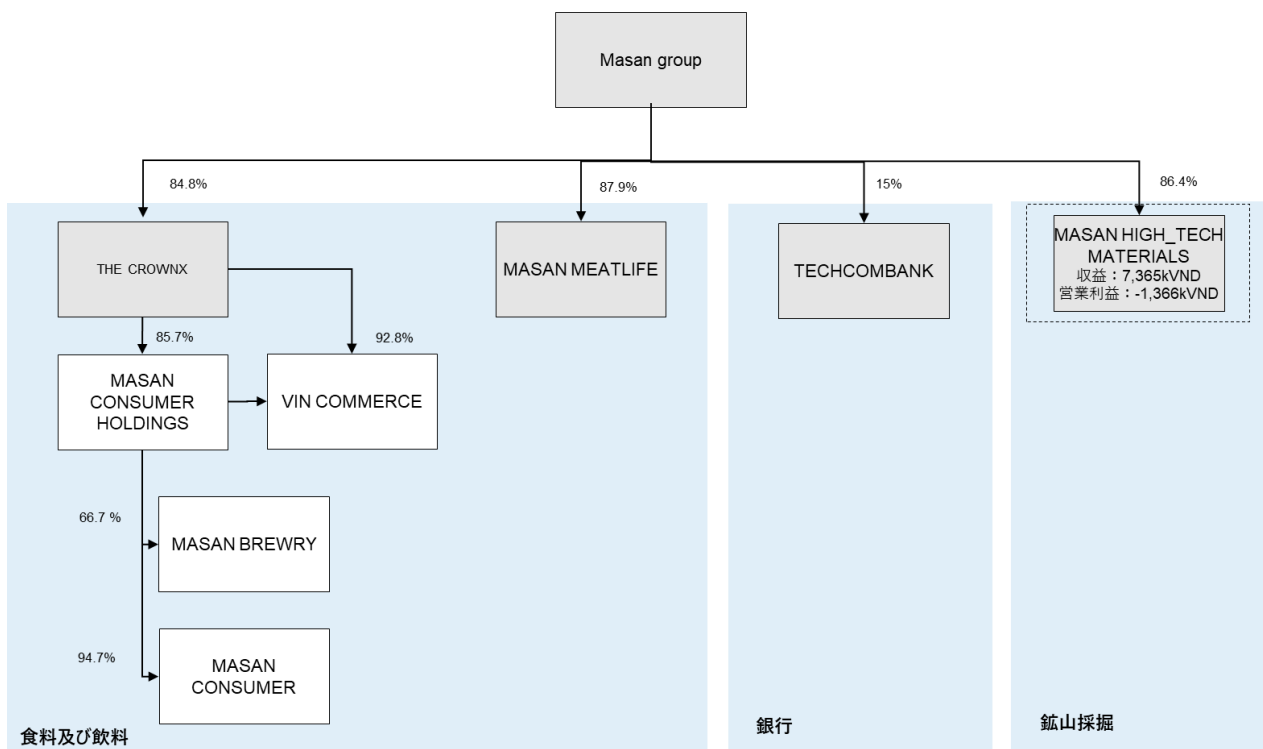 Masan group
84.8%
87.9%
15%
86.4%
THE CROWNX
MASAN MEATLIFE
TECHCOMBANK
MASAN HIGH_TECH
MATERIALS
収益：7,365kVND
営業利益：-1,366kVND
85.7%
92.8%
MASAN
CONSUMER
HOLDINGS
VIN COMMERCE
66.7 %
MASAN BREWRY
94.7%
MASAN
CONSUMER
食料及び飲料
銀行
鉱山採掘